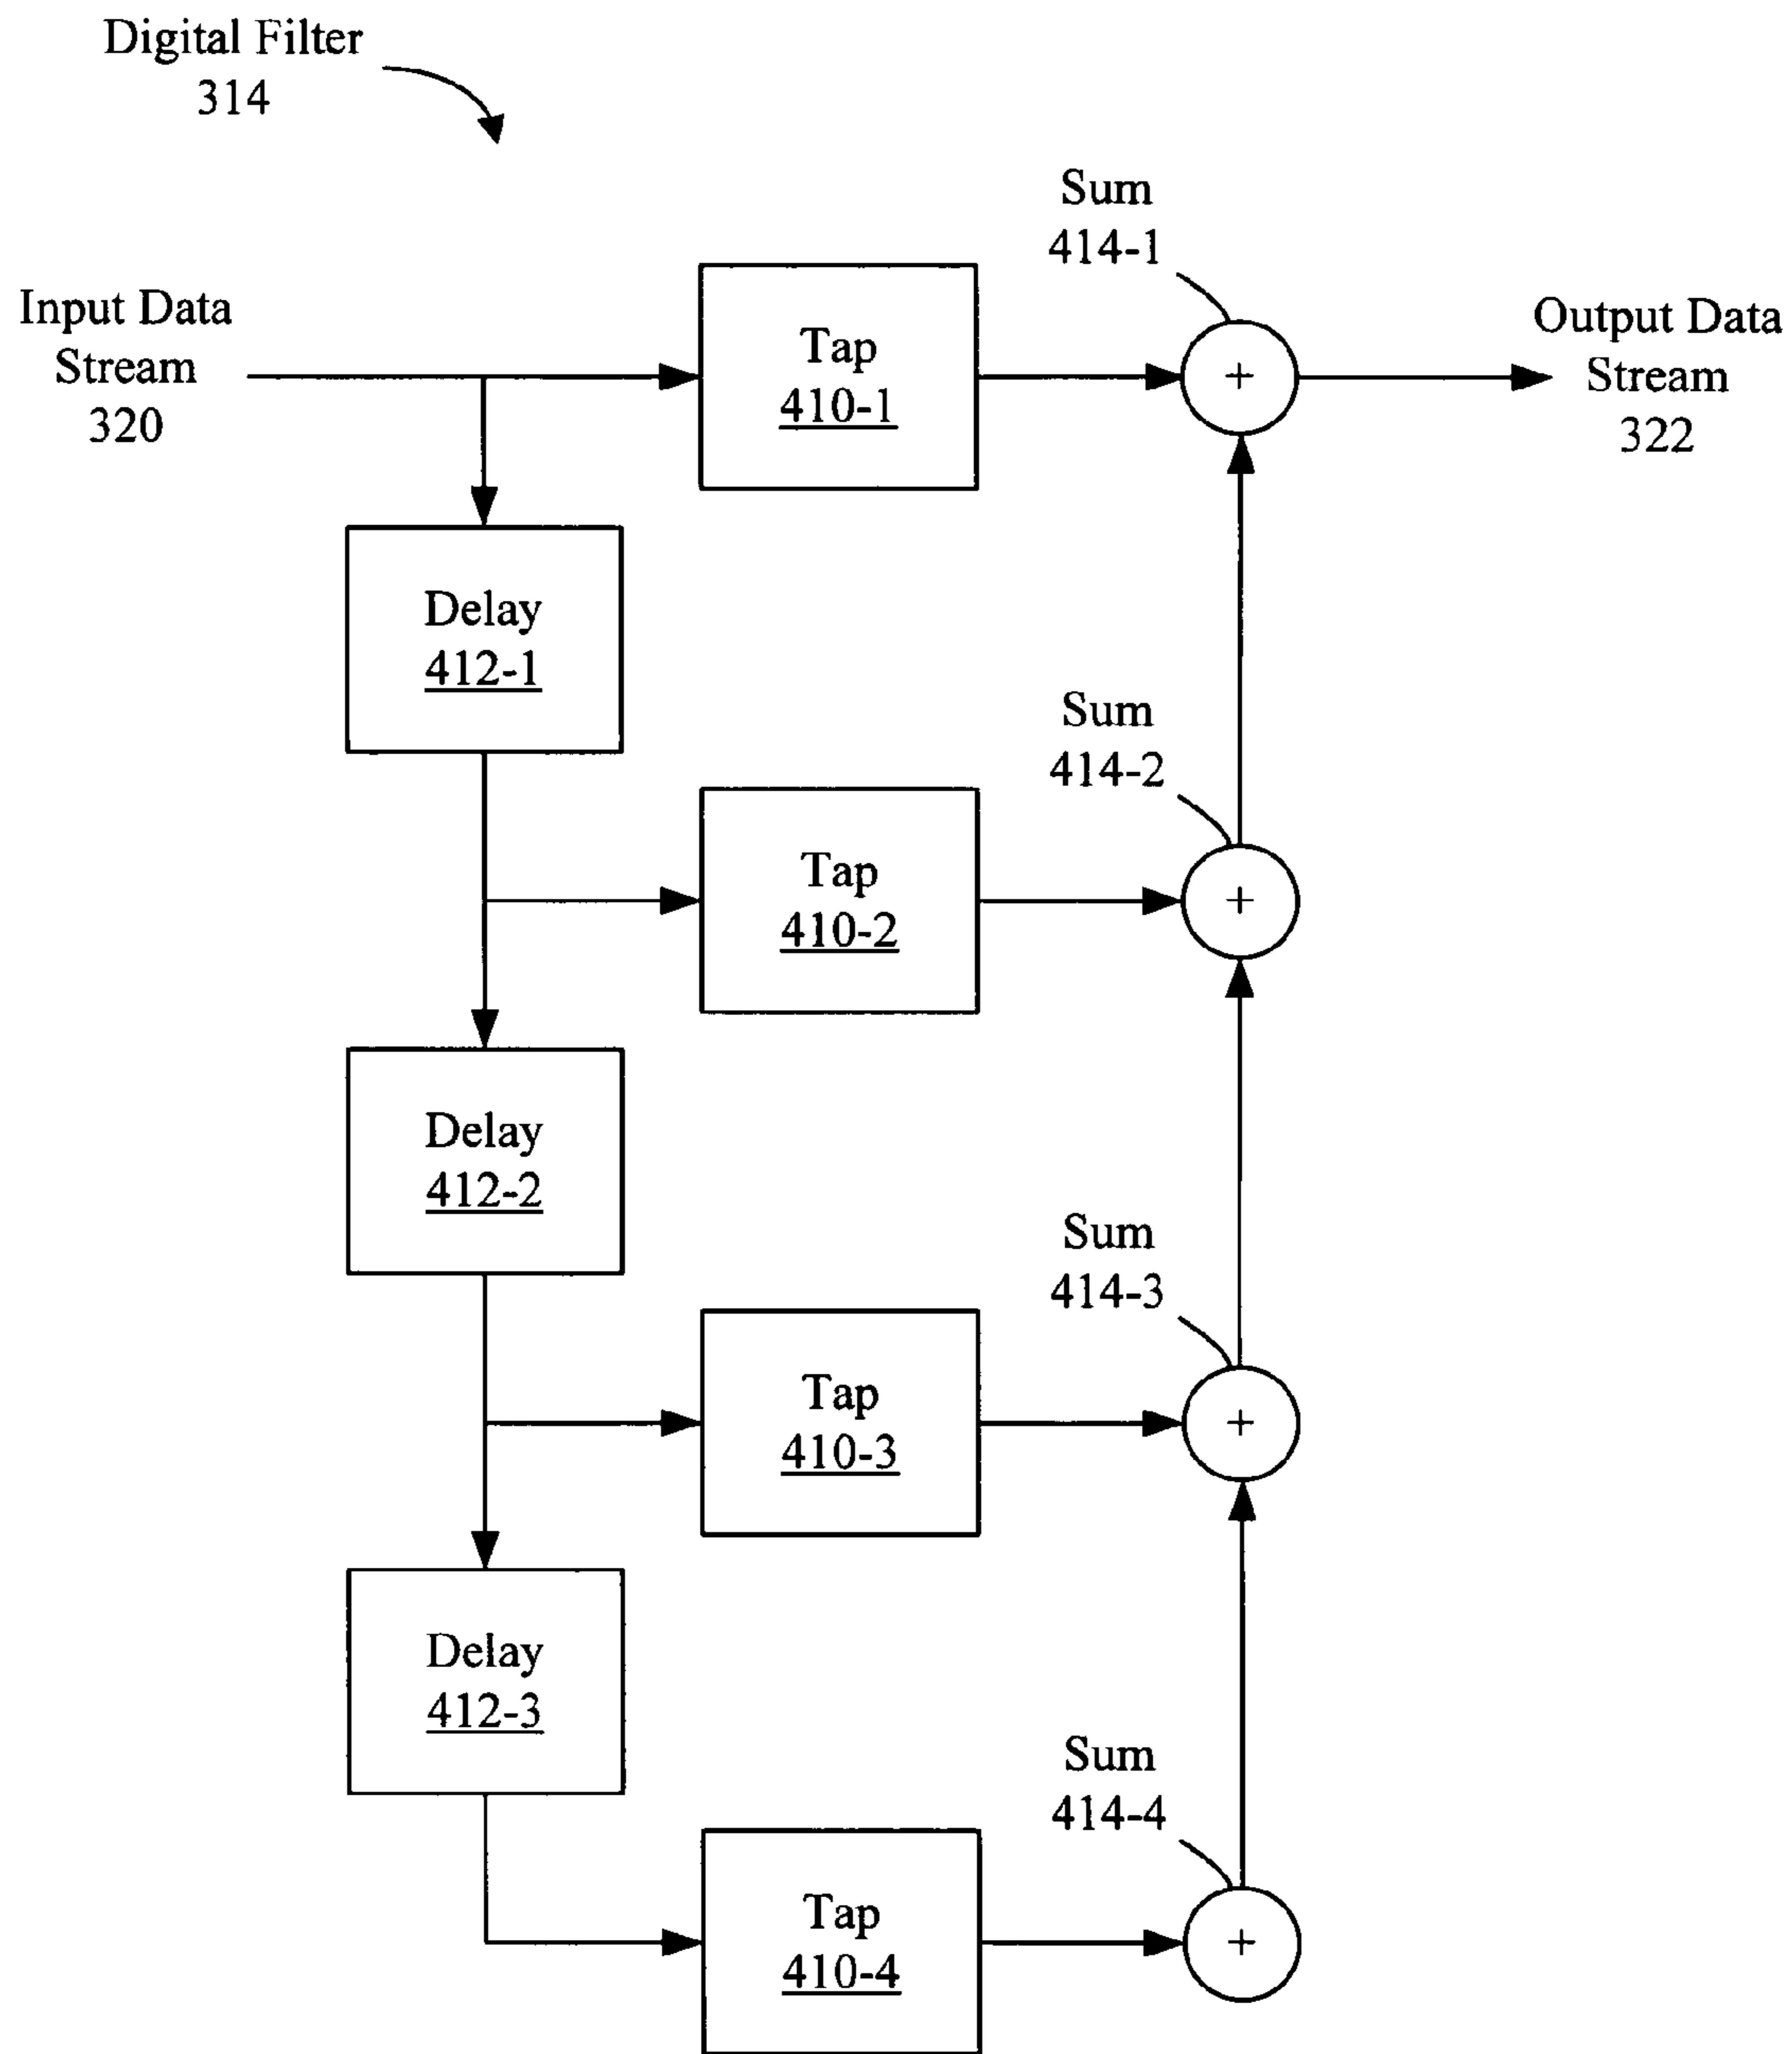 Digital Filter
314
Sum
414-1
Input Data
Stream
320
Tap
410-1
+
Output Data
Stream
322
Delay
412-1
Sum
414-2
Tap
410-2
+
Delay
412-2
Sum
414-3
Tap
410-3
+
Delay
412-3
Sum
414-4
Tap
410-4
+